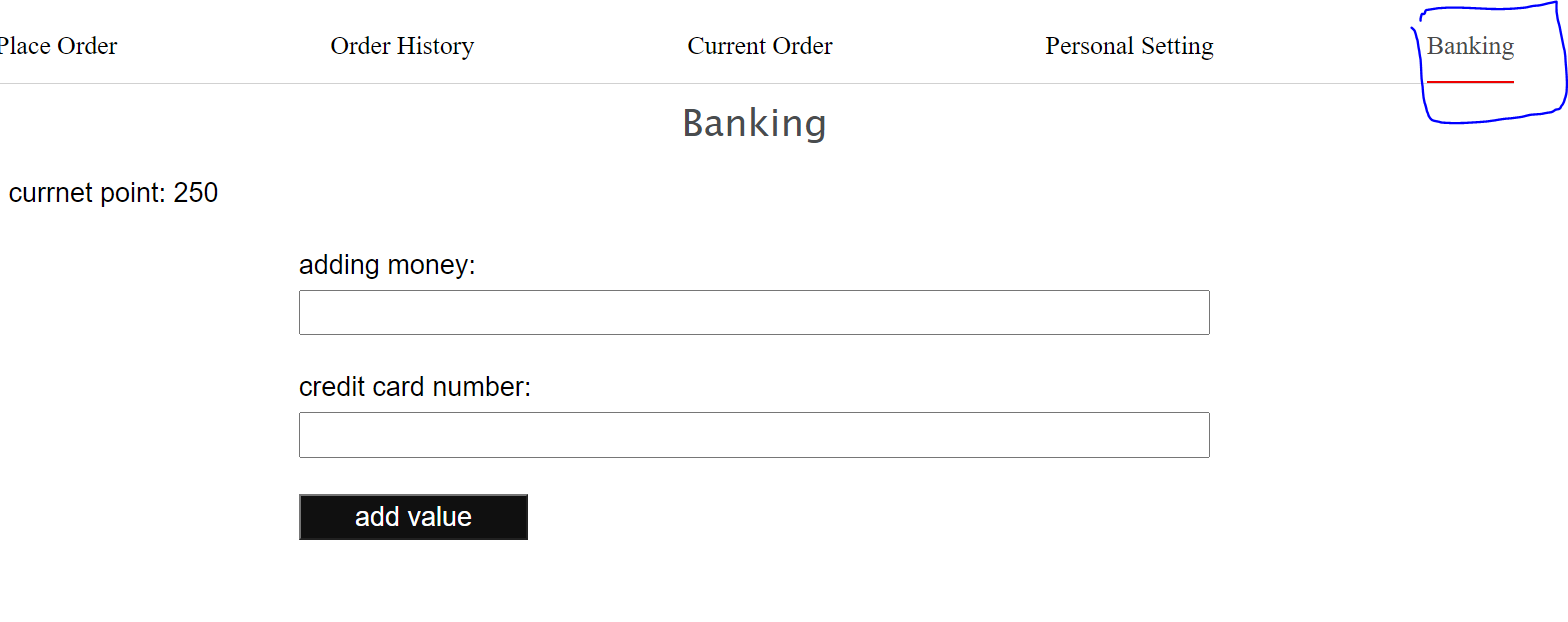 Place Order Order History Current Order Personal Setting Banking
Banking
currnet point: 250
adding money:
credit card number:
add value